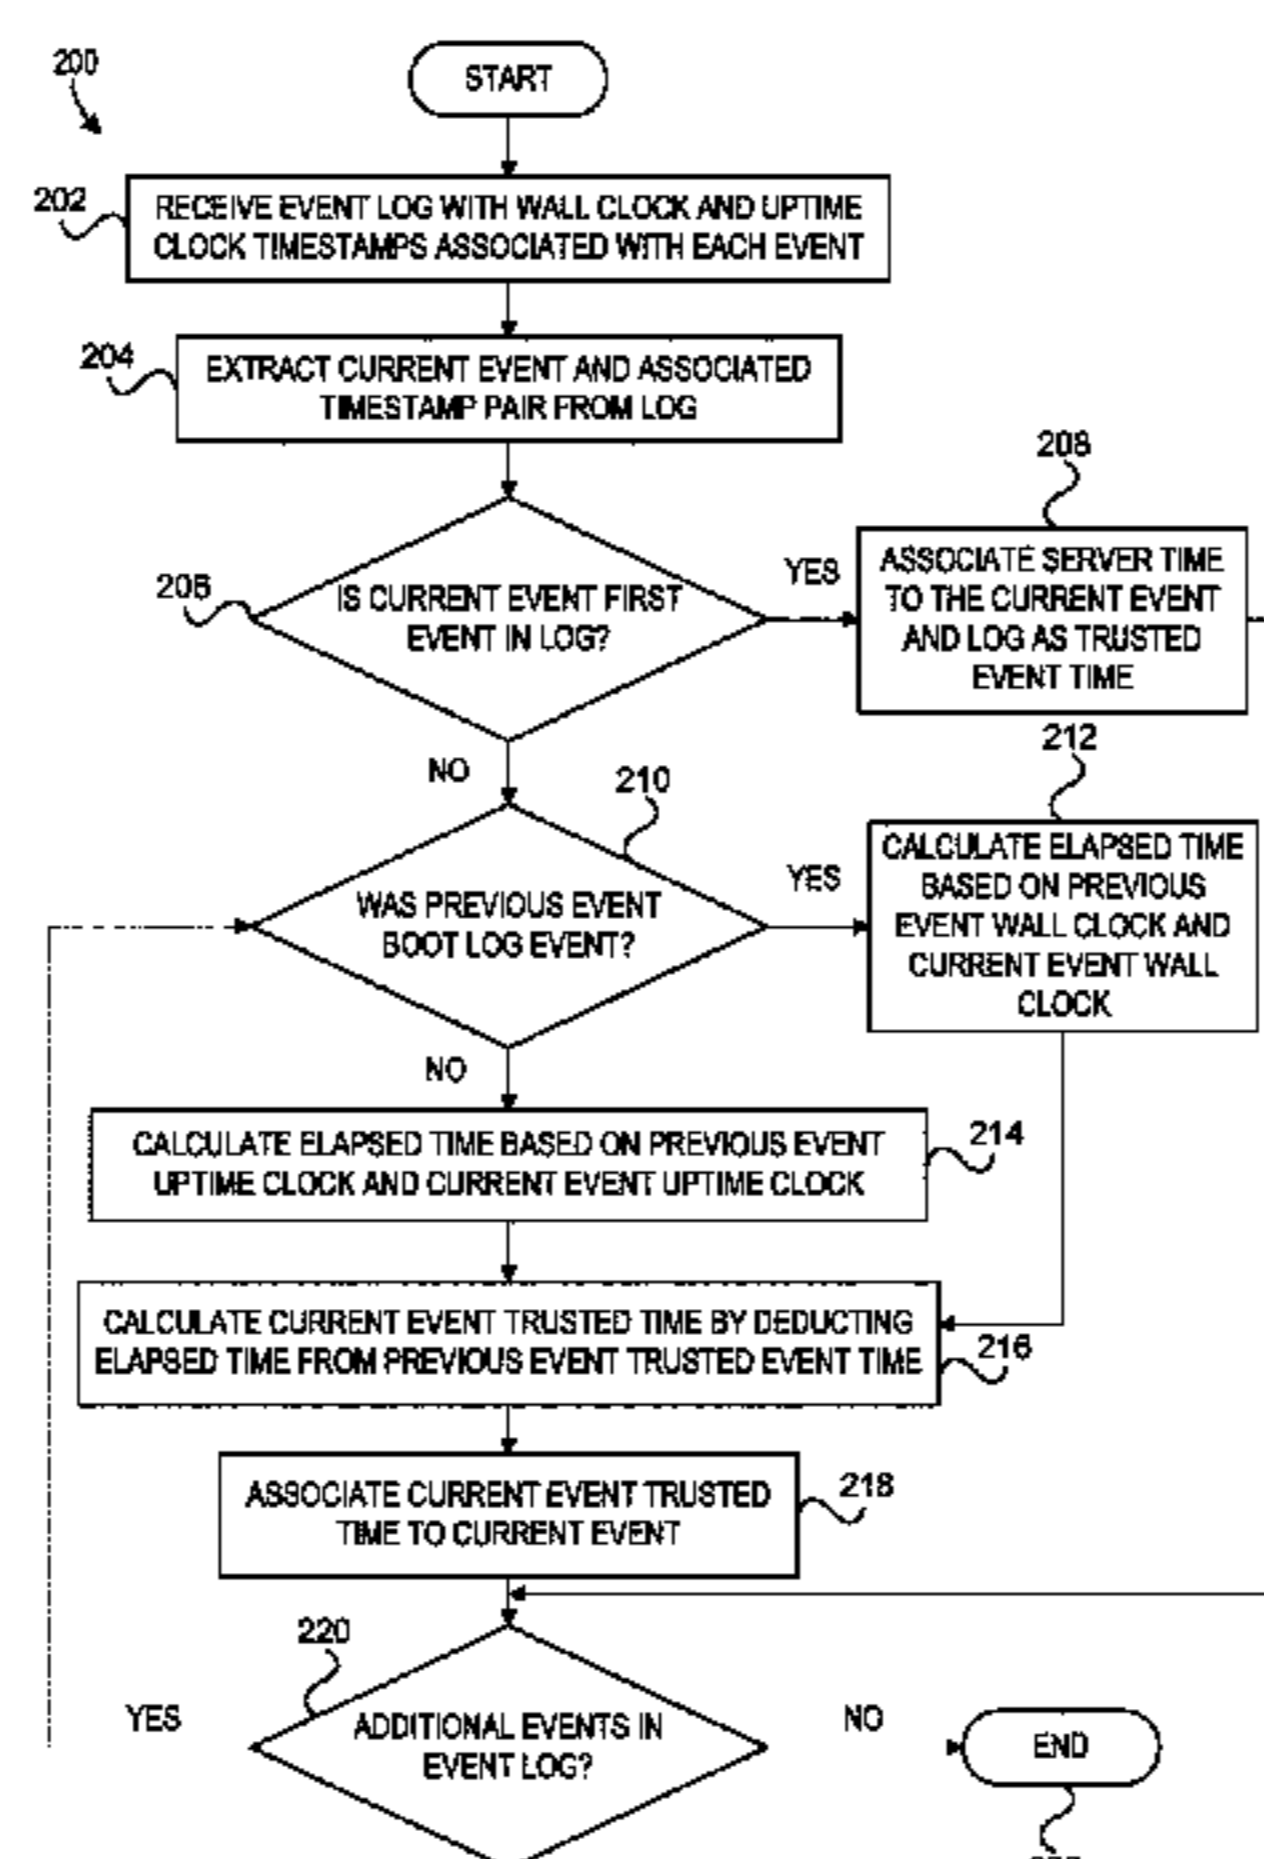 200
START
202
RECEIVE EVENT LOG WITH WALL CLOCK AND UPTIME
CLOCK TIMESTAMPS ASSOCIATED WITH EACH EVENT
204
EXTRACT CURRENT EVENT AND ASSOCIATED
TIMESTAMP PAIR FROM LOG
206
IS CURRENT EVENT FIRST
EVENT IN LOG?
YES
208
ASSOCIATE SERVER TIME
TO THE CURRENT EVENT
AND LOG AS TRUSTED
EVENT TIME
NO
210
WAS PREVIOUS EVENT
BOOT LOG EVENT?
YES
212
CALCULATE ELAPSED TIME
BASED ON PREVIOUS
EVENT WALL CLOCK AND
CURRENT EVENT WALL
CLOCK
NO
CALCULATE ELAPSED TIME BASED ON PREVIOUS EVENT
UPTIME CLOCK AND CURRENT EVENT UPTIME CLOCK
214
CALCULATE CURRENT EVENT TRUSTED TIME BY DEDUCTING
ELAPSED TIME FROM PREVIOUS EVENT TRUSTED EVENT TIME
216
ASSOCIATE CURRENT EVENT TRUSTED
TIME TO CURRENT EVENT
218
220
YES
ADDITIONAL EVENTS IN
EVENT LOG?
NO
END